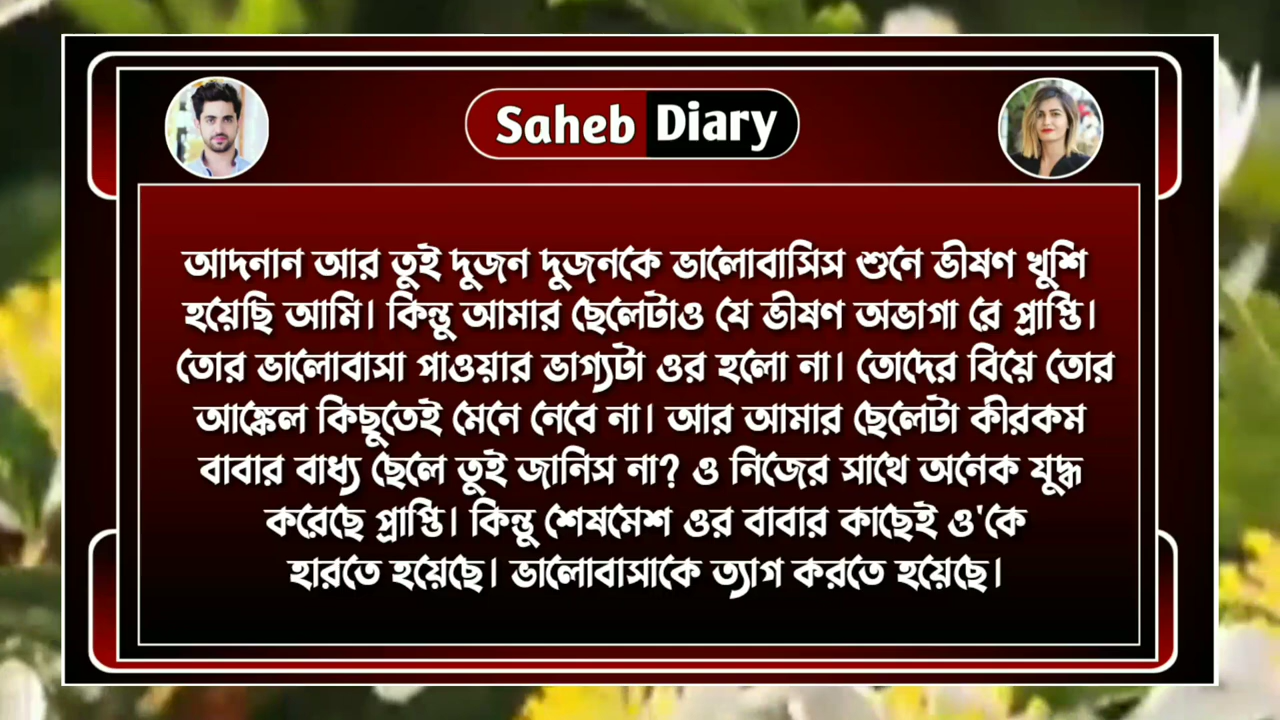 Saheb Diary
আদনান আর তুই দুজন দুজনকে ভালোবাসিস শুনে ভীষণ খুশি
হয়েছি আমি। কিন্তু আমার ছেলেটাও যে ভীষণ অভাগা রে প্রাপ্তি।
তোর ভালোবাসা পাওয়ার ভাগ্যটা ওর হলো না। তোদের বিয়ে তোর
আঙ্কেল কিছুতেই মেনে নেবে না। আর আমার ছেলেটা কীরকম
বাবার বাধ্য ছেলে তুই জানিস না? ও নিজের সাথে অনেক যুদ্ধ
করেছে প্রাপ্তি। কিন্তু শেষমেশ ওর বাবার কাছেই ও'কে
হারতে হয়েছে। ভালোবাসাকে ত্যাগ করতে হয়েছে।